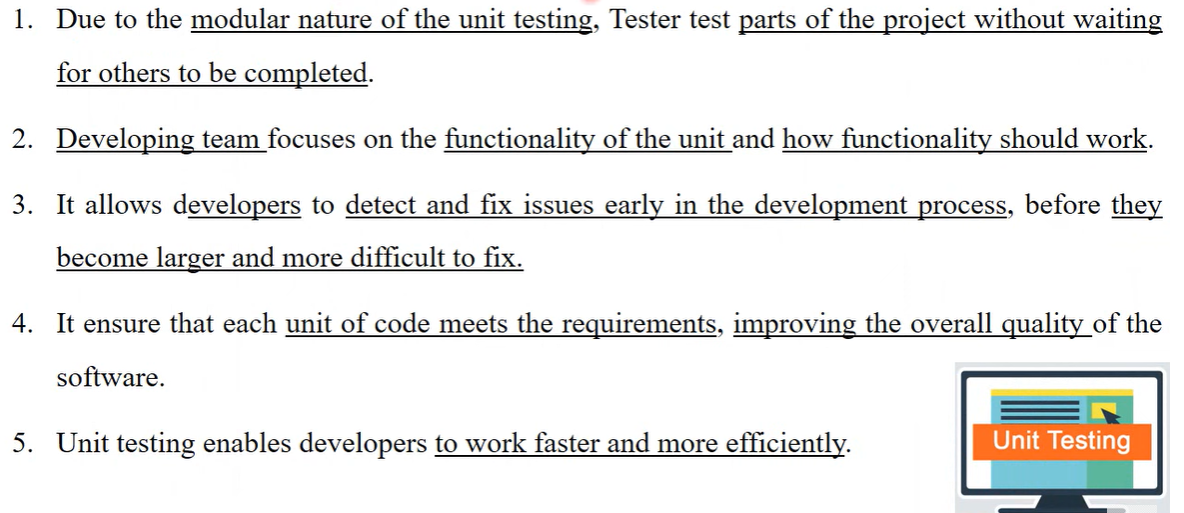 1. Due to the modular nature of the unit testing, Tester test parts of the project without waiting
for others to be completed.
2. Developing team focuses on the functionality of the unit and how functionality should work.
3. It allows developers to detect and fix issues early in the development process, before they
become larger and more difficult to fix.
4. It ensure that each unit of code meets the requirements, improving the overall quality of the
software.
5. Unit testing enables developers to work faster and more efficiently.
Unit Testing